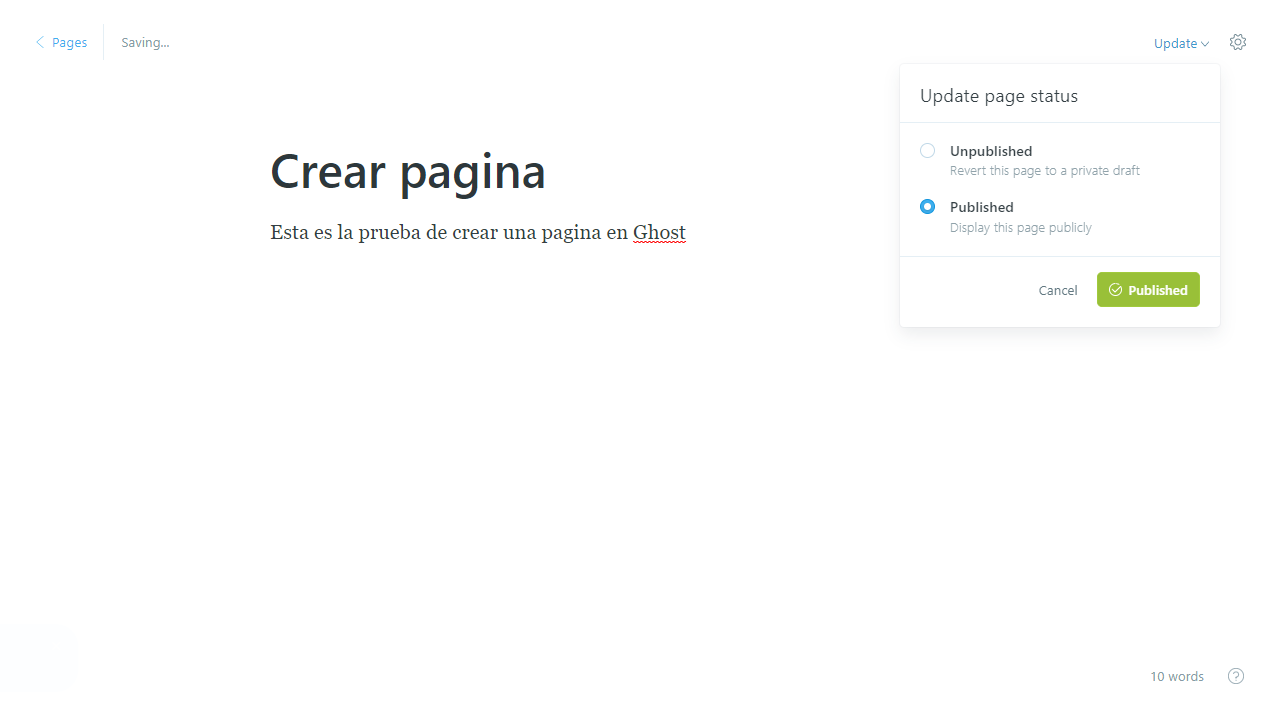 Pages
Saving...
Update
Update page status
Unpublished
Revert this page to a private draft
Published
Display this page publicly
Cancel
Published
Crear pagina
Esta es la prueba de crear una pagina en Ghost
10 words
?